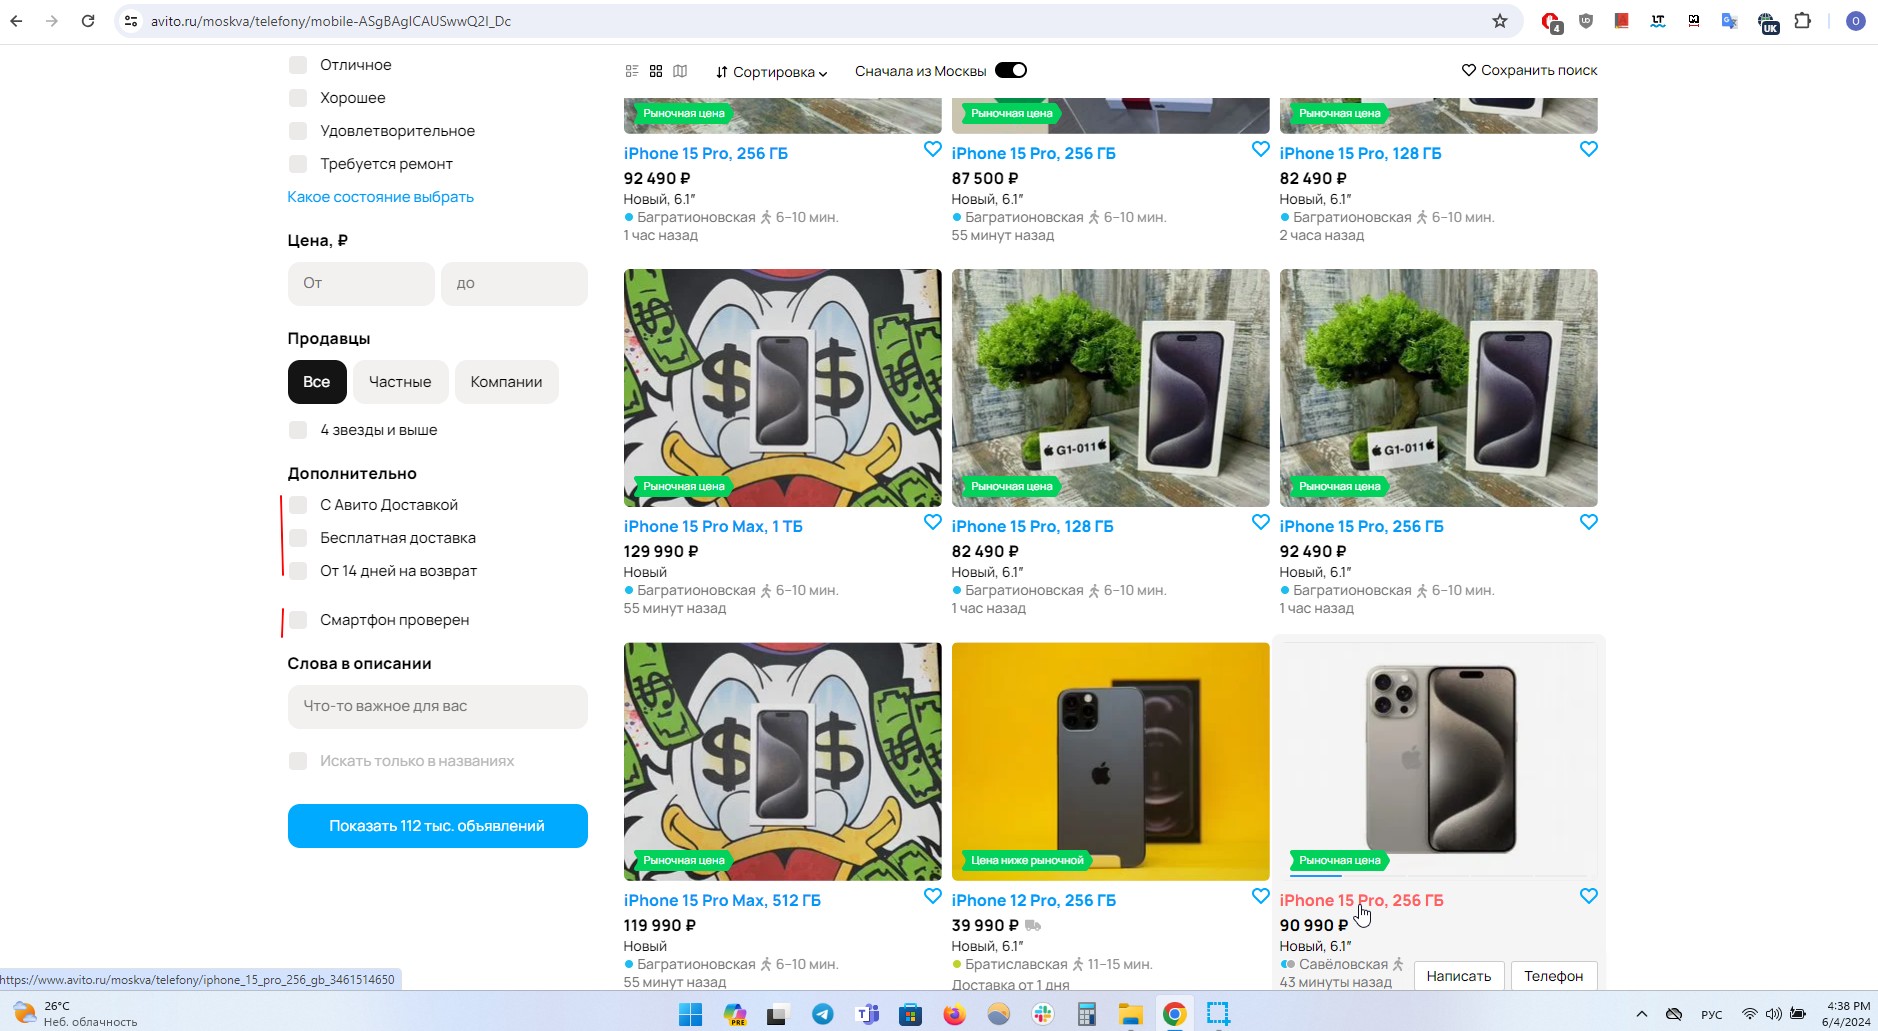 avito.ru/moskva/telefony/mobile-ASgBAgICAUSwwQ2I_Dc
4
UK
O
Отличное
Хорошее
Удовлетворительное
Требуется ремонт
Какое состояние выбрать
Цена, ₽
От
до
Продавцы
Все
Частные
Компании
4 звезды и выше
Дополнительно
С Авито Доставкой
Бесплатная доставка
От 14 дней на возврат
Смартфон проверен
Слова в описании
Что-то важное для вас
Искать только в названиях
Показать 112 тыс. объявлений
Сортировка
Сначала из Москвы
Сохранить поиск
Рыночная цена
iPhone 15 Pro, 256 ГБ
92 490 ₽
Новый, 6.1″
Багратионовская 6–10 мин.
1 час назад
Рыночная цена
iPhone 15 Pro, 256 ГБ
87 500 ₽
Новый, 6.1″
Багратионовская 6–10 мин.
55 минут назад
Рыночная цена
iPhone 15 Pro, 128 ГБ
82 490 ₽
Новый, 6.1″
Багратионовская 6–10 мин.
2 часа назад
Рыночная цена
iPhone 15 Pro Max, 1 ТБ
129 990 ₽
Новый
Багратионовская 6–10 мин.
55 минут назад
G1-011
Рыночная цена
iPhone 15 Pro, 128 ГБ
82 490 ₽
Новый, 6.1″
Багратионовская 6–10 мин.
1 час назад
G1-011
Рыночная цена
iPhone 15 Pro, 256 ГБ
92 490 ₽
Новый, 6.1″
Багратионовская 6–10 мин.
1 час назад
Рыночная цена
iPhone 15 Pro Max, 512 ГБ
119 990 ₽
Новый
Багратионовская 6–10 мин.
55 минут назад
Цена ниже рыночной
iPhone 12 Pro, 256 ГБ
39 990 ₽
Новый, 6.1″
Братиславская 11–15 мин.
Доставка от 1 дня
Рыночная цена
iPhone 15 Pro, 256 ГБ
90 990 ₽
Новый, 6.1″
Савёловская
43 минуты назад
Написать
Телефон
https://www.avito.ru/moskva/telefony/iphone_15_pro_256_gb_3461514650
26°C
Неб. облачность
PRE
РУС
4:38 PM
6/4/2024